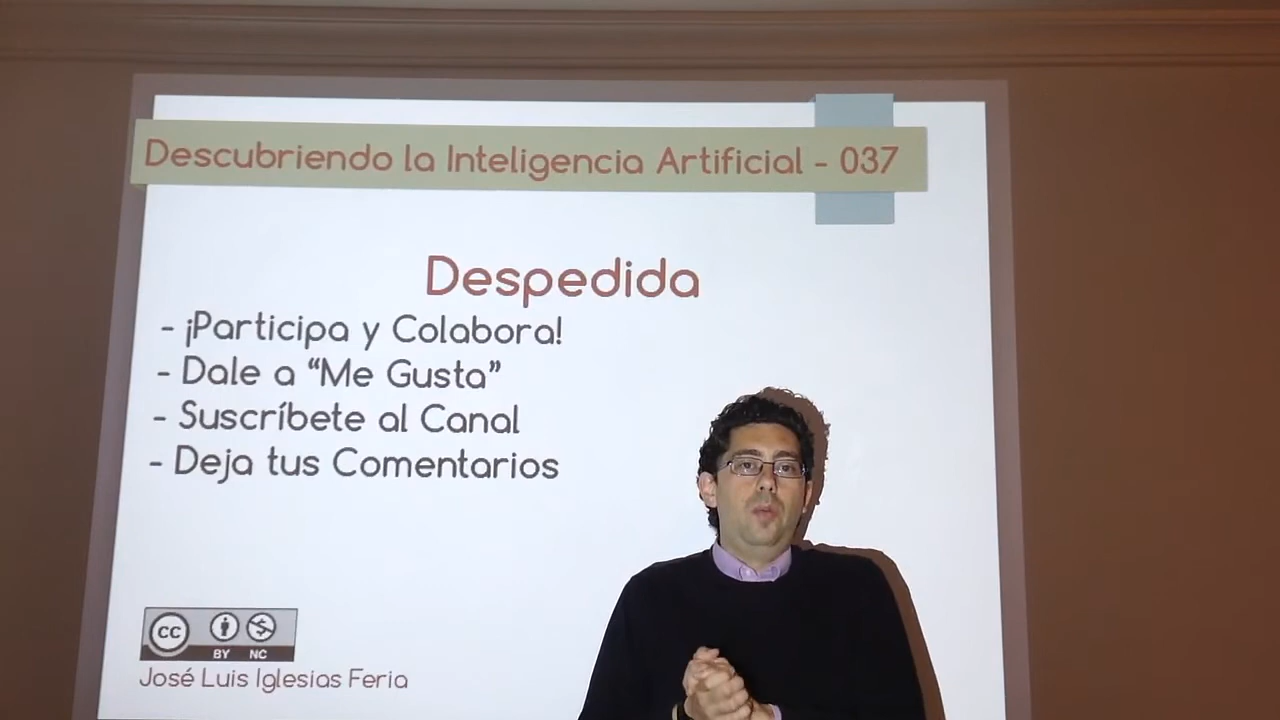 Descubriendo la Inteligencia Artificial - 037
Despedida
- ¡Participa y Colabora!
- Dale a “Me Gusta”
- Suscríbete al Canal
- Deja tus Comentarios
cc BY NC
José Luis Iglesias Feria